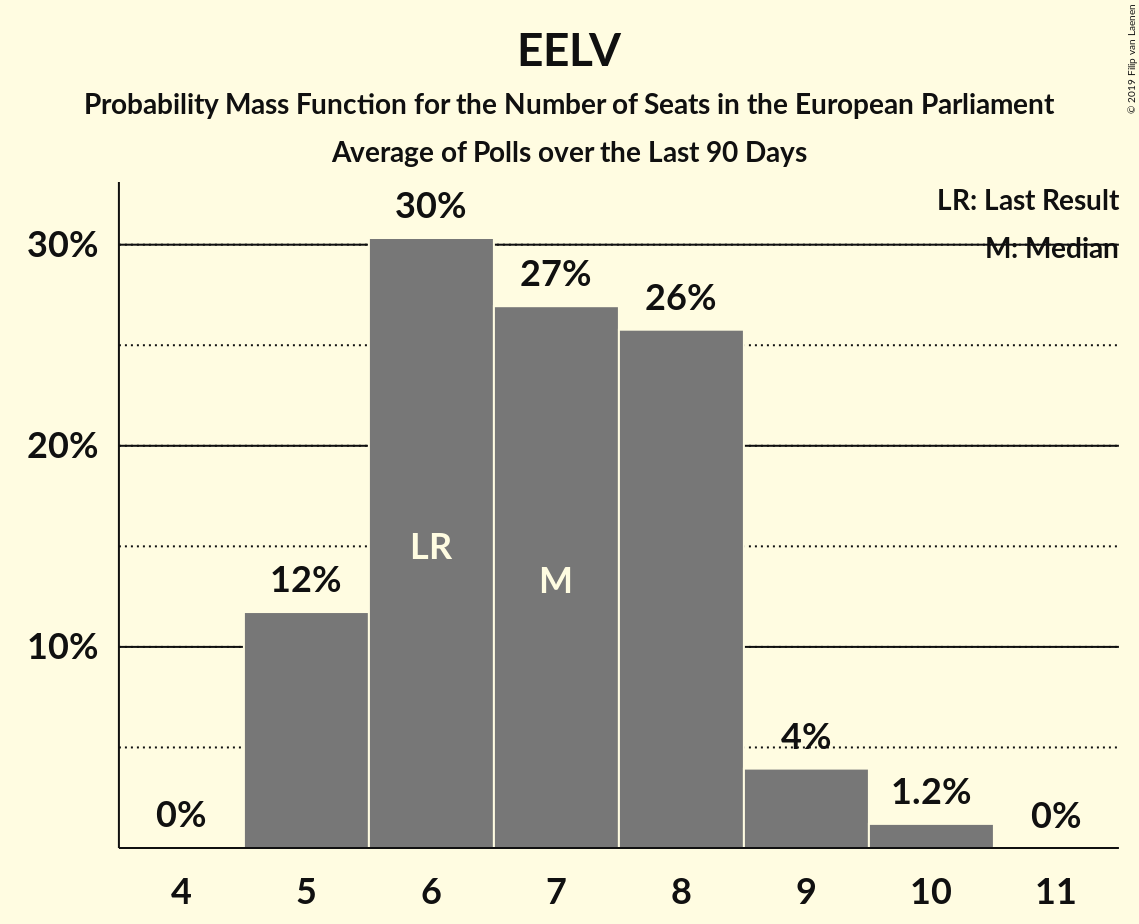 EELV
Probability Mass Function for the Number of Seats in the European Parliament
Average of Polls over the Last 90 Days
© 2019 Filip van Laenen
LR: Last Result
M: Median
30%
20%
10%
0%
12%
30%
27%
26%
4%
1.2%
0%
LR
M
4 5 6 7 8 9 10 11